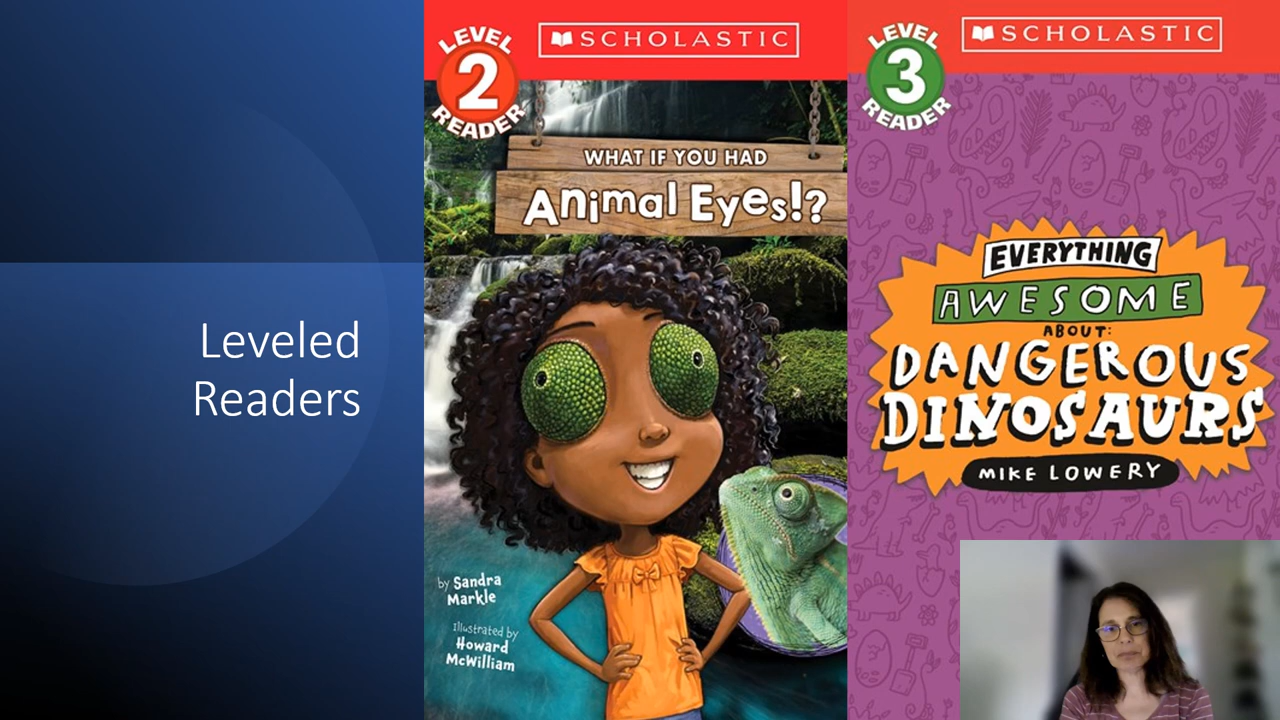 Leveled
Readers
LEVEL
2
READER
SCHOLASTIC
WHAT IF YOU HAD
Animal Eyes!?
by Sandra
Markle
Illustrated by
Howard
McWilliam
LEVEL
3
READER
SCHOLASTIC
EVERYTHING
AWESOME
ABOUT:
DANGEROUS
DINOSAURS
MIKE LOWERY